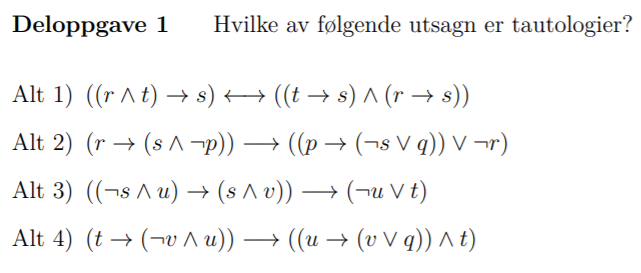 Deloppgave 1 Hvilke av følgende utsagn er tautologier?
Alt 1) ((r ∧ t) → s) ⟷ ((t → s) ∧ (r → s))
Alt 2) (r → (s ∧ ¬p)) ⟶ ((p → (¬s ∨ q)) ∨ ¬r)
Alt 3) ((¬s ∧ u) → (s ∧ v)) ⟶ (¬u ∨ t)
Alt 4) (t → (¬v ∧ u)) ⟶ ((u → (v ∨ q)) ∧ t)